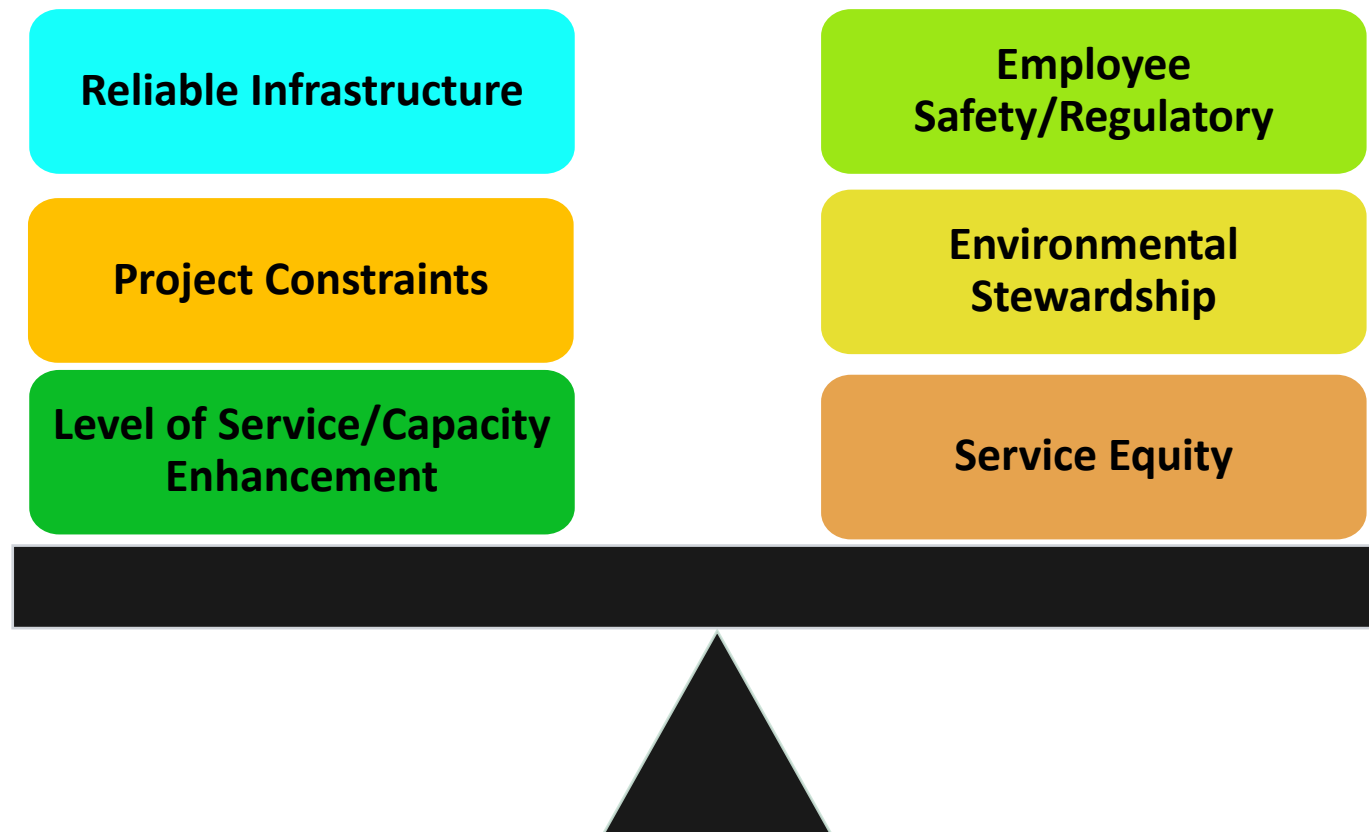 Reliable Infrastructure
Project Constraints
Level of Service/Capacity
Enhancement
Employee
Safety/Regulatory
Environmental
Stewardship
Service Equity